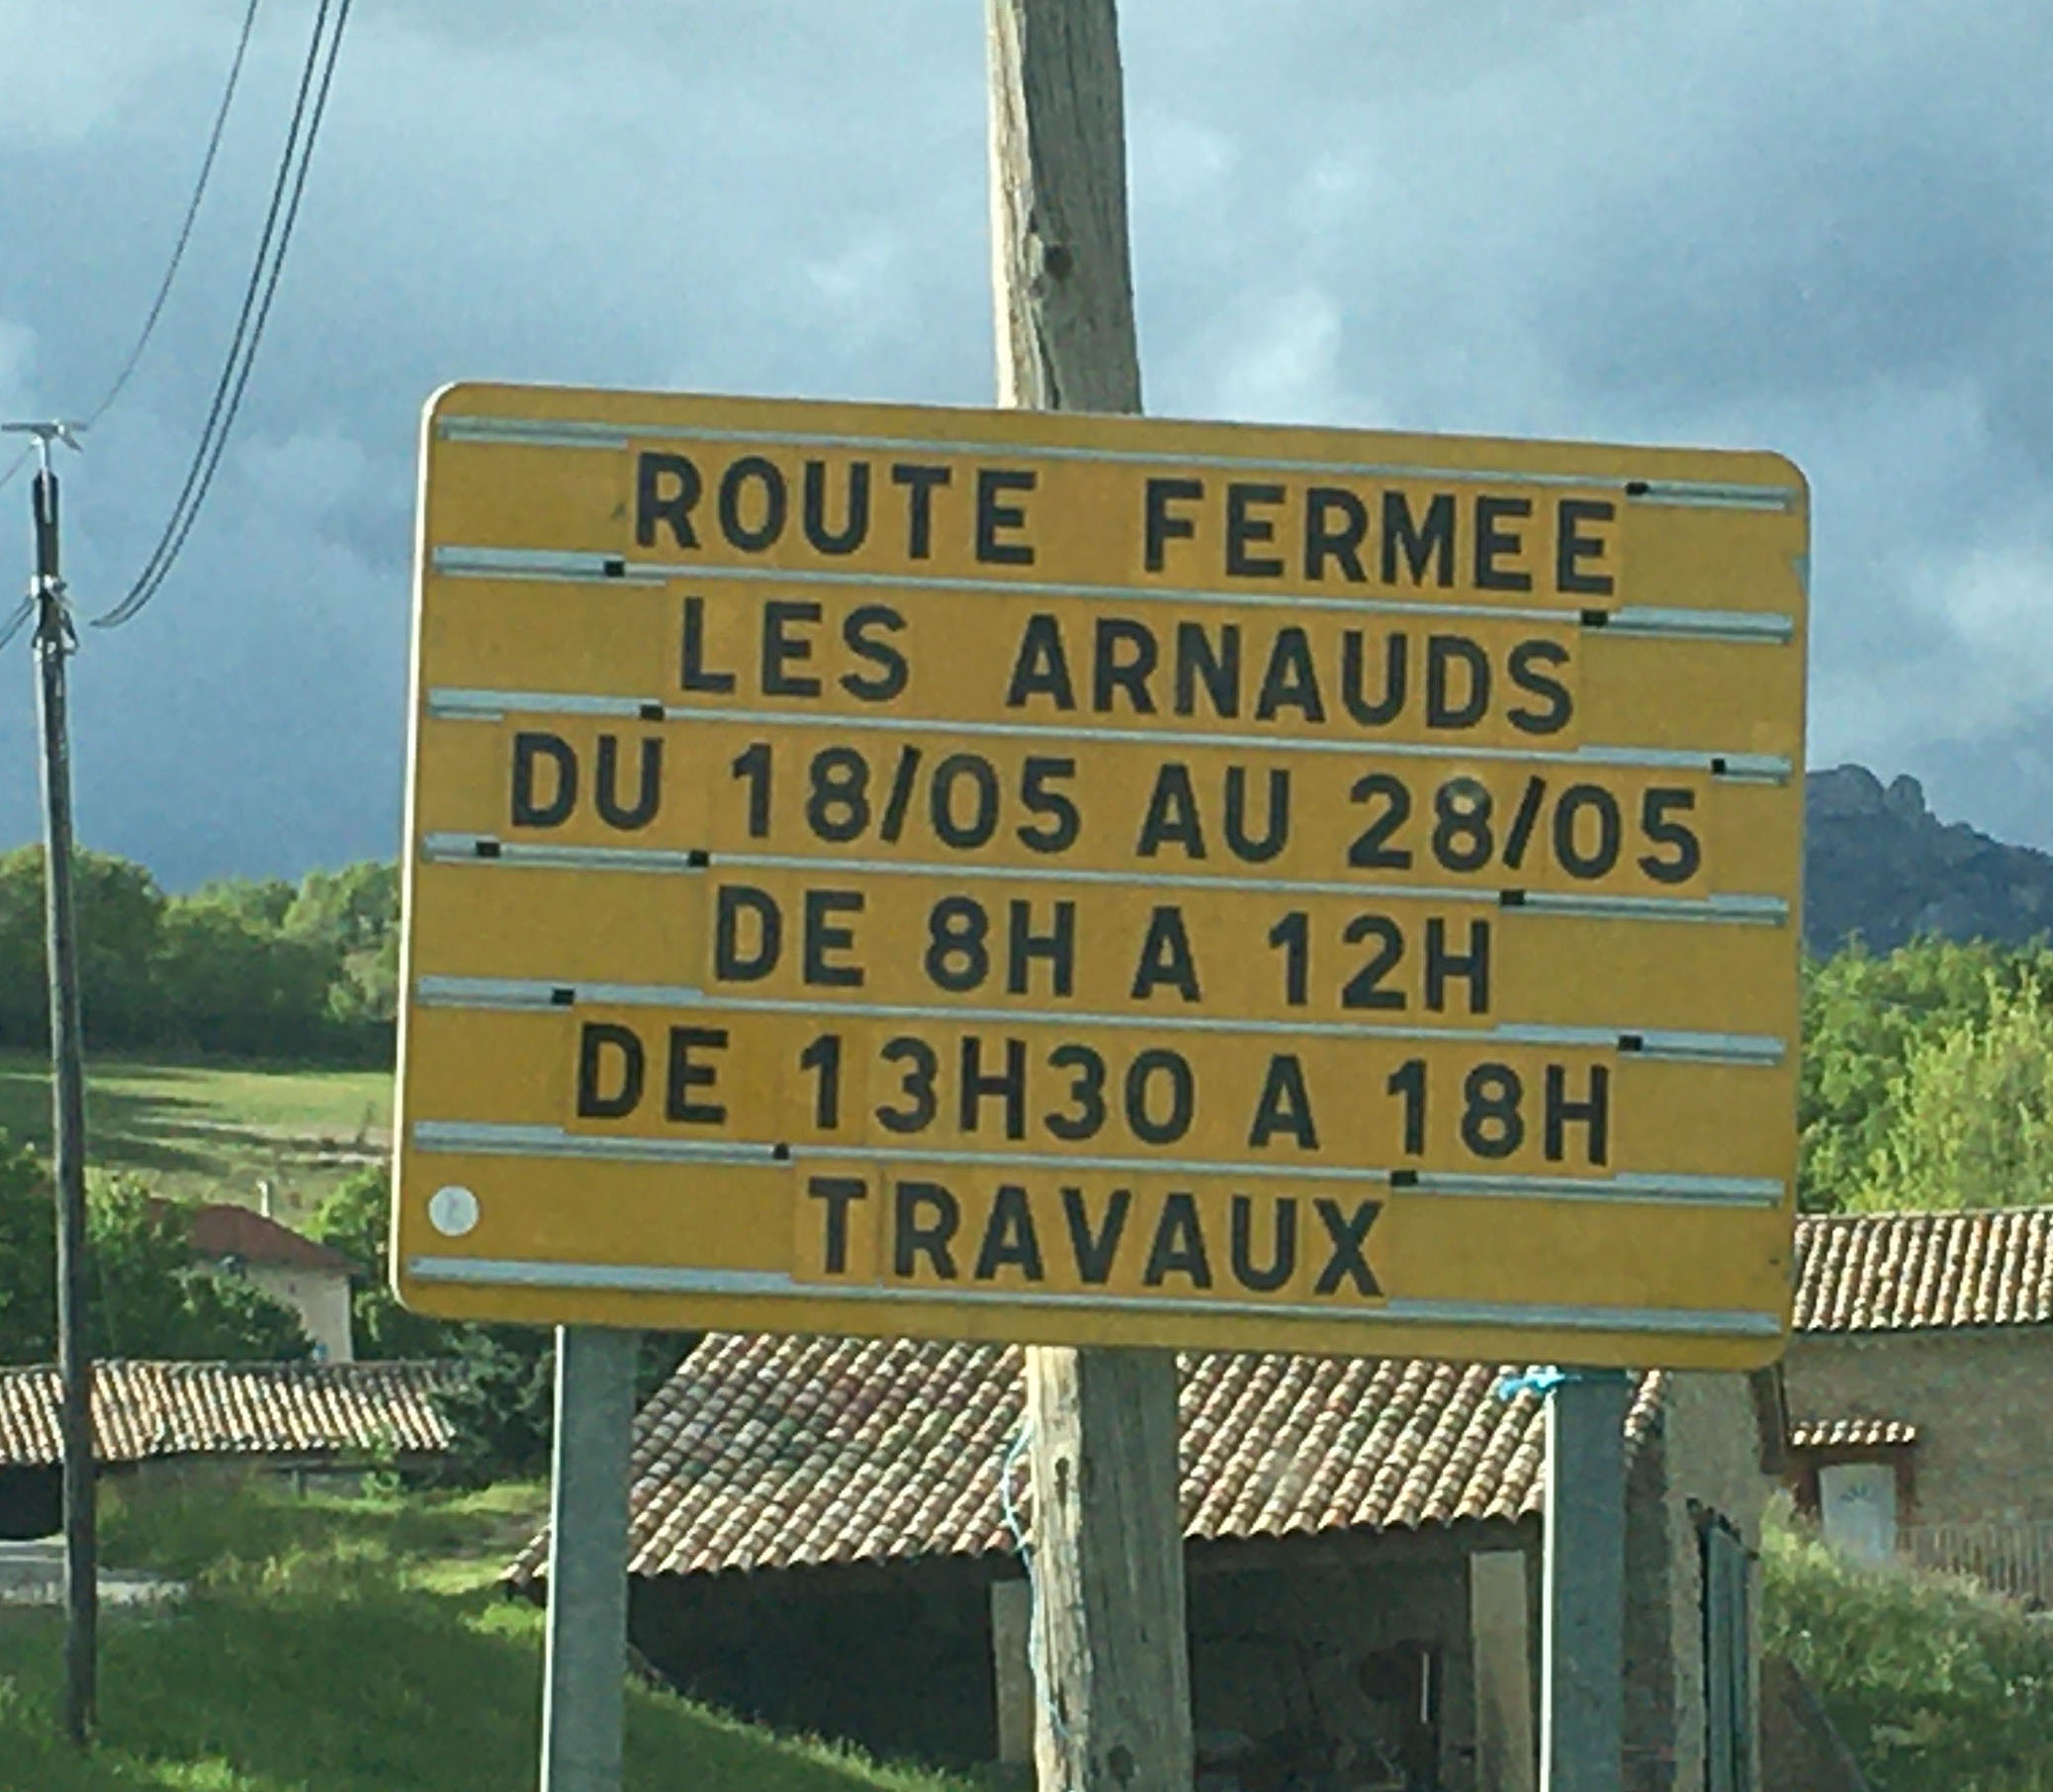 ROUTE FERMEE
LES ARNAUDS
DU 18/05 AU 28/05
DE 8H A 12H
DE 13H30 A 18H
TRAVAUX